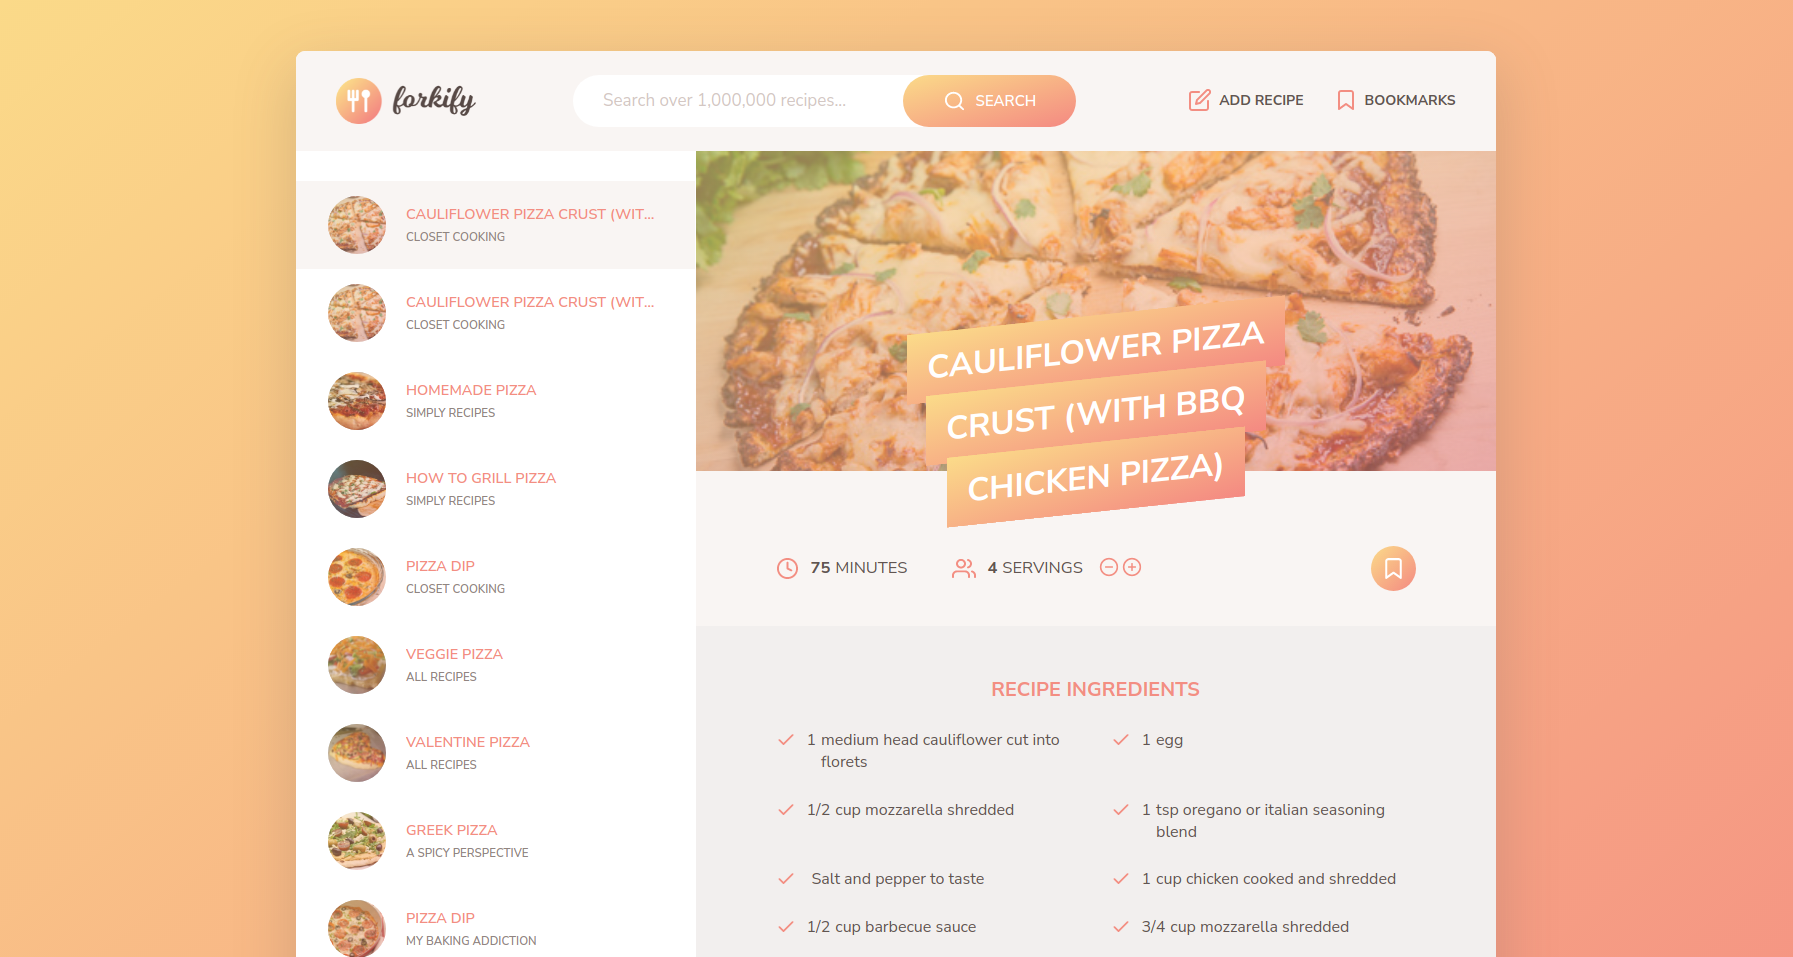 forkify
Search over 1,000,000 recipes...
SEARCH
ADD RECIPE
BOOKMARKS
CAULIFLOWER PIZZA CRUST (WIT...
CLOSET COOKING
CAULIFLOWER PIZZA CRUST (WIT...
CLOSET COOKING
HOMEMADE PIZZA
SIMPLY RECIPES
HOW TO GRILL PIZZA
SIMPLY RECIPES
PIZZA DIP
CLOSET COOKING
VEGGIE PIZZA
ALL RECIPES
VALENTINE PIZZA
ALL RECIPES
GREEK PIZZA
A SPICY PERSPECTIVE
PIZZA DIP
MY BAKING ADDICTION
CAULIFLOWER PIZZA
CRUST (WITH BBQ
CHICKEN PIZZA)
75 MINUTES
4 SERVINGS
RECIPE INGREDIENTS
1 medium head cauliflower cut into
florets
1 egg
1/2 cup mozzarella shredded
1 tsp oregano or italian seasoning
blend
Salt and pepper to taste
1 cup chicken cooked and shredded
1/2 cup barbecue sauce
3/4 cup mozzarella shredded